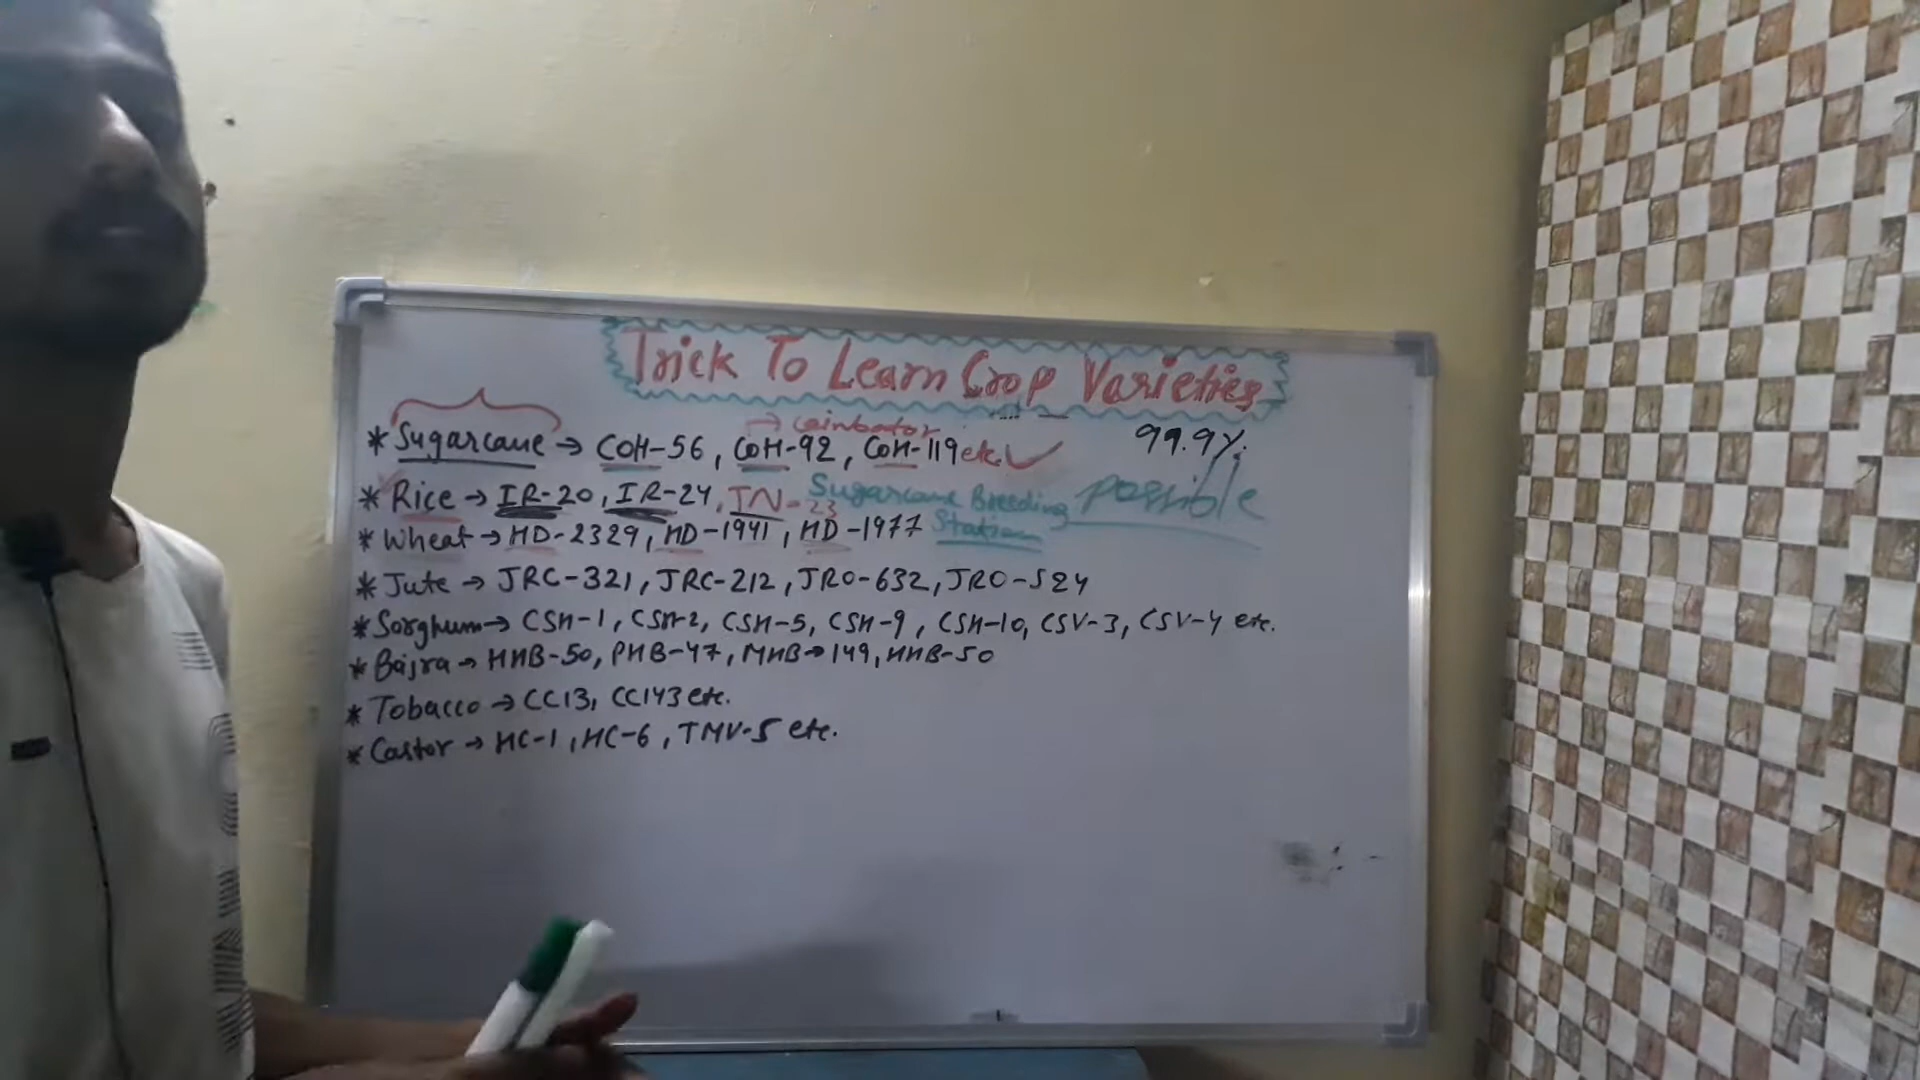 Trick To Learn Crop Varieties
→ Coinbator
* Sugarcane → COH-56, COH-92, COH-119 etc. ✓
99.9%
possible
* Rice → IR-20, IR-24, TN-23
Sugarcane Breeding
Station
* Wheat → HD-2329, HD-1941, HD-1977
* Jute → JRC-321, JRC-212, JRO-632, JRO-524
* Sorghum → CSH-1, CSH-2, CSH-5, CSH-9, CSH-10, CSV-3, CSV-4 etc.
* Bajra → HHB-50, PHB-47, MHB→149, HHB-50
* Tobacco → CC13, CC143 etc.
* Castor → HC-1, HC-6, TMV-5 etc.